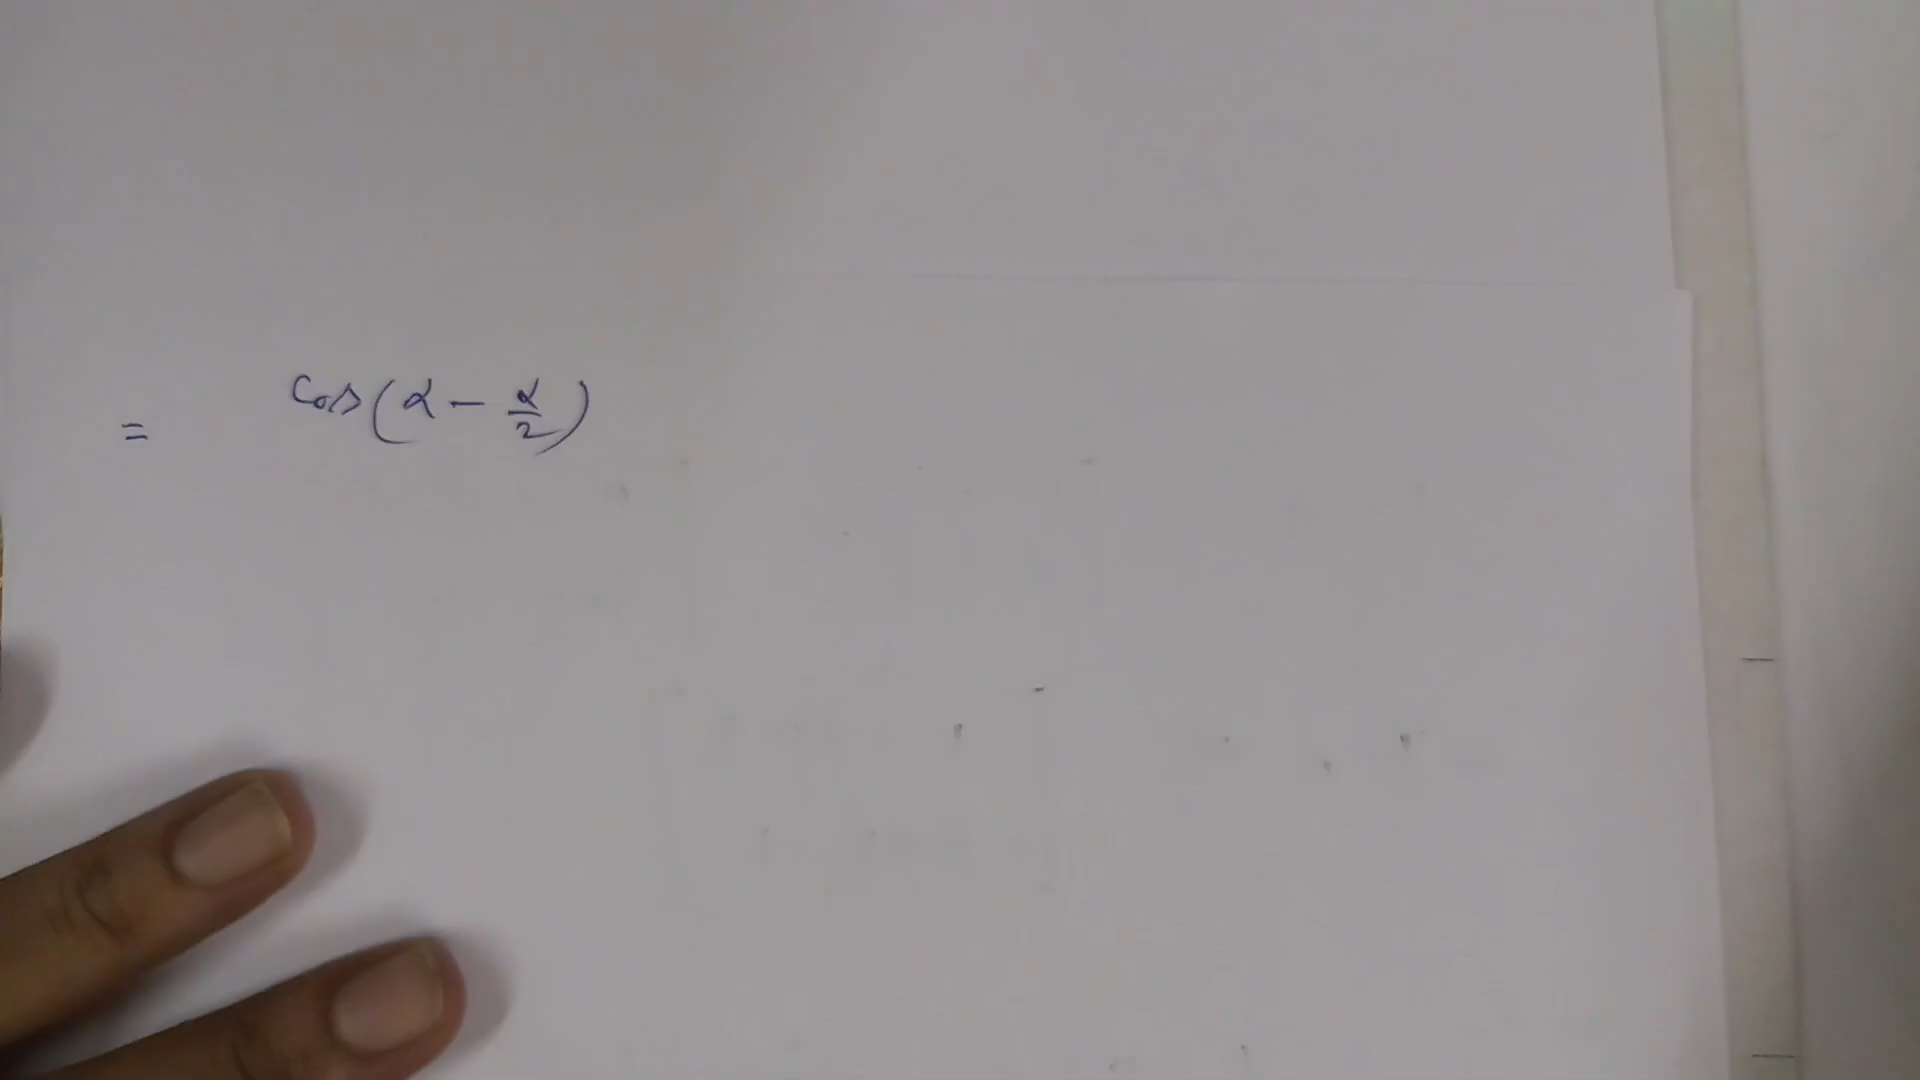 = cos(α - α/2)